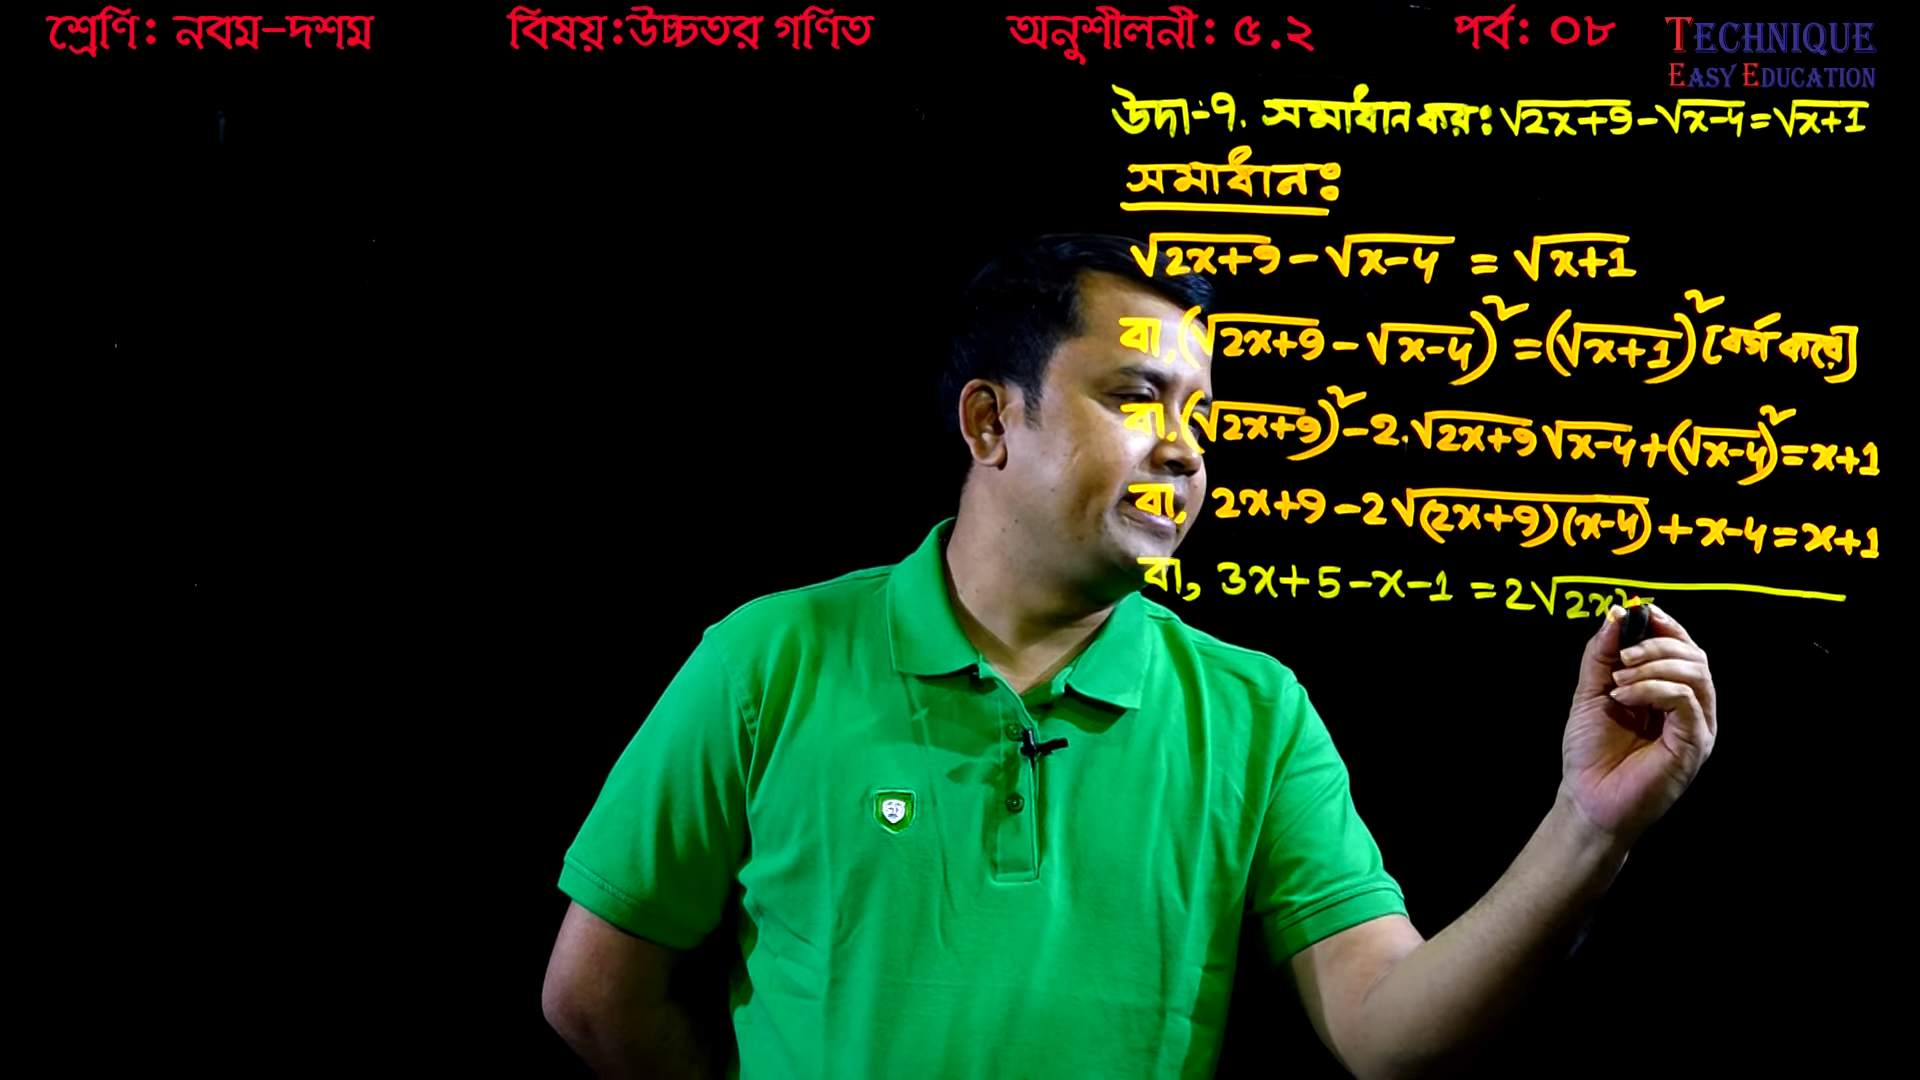 শ্রেণি: নবম-দশম বিষয়:উচ্চতর গণিত অনুশীলনী: ৫.২ পর্ব: ০৮
TECHNIQUE
EASY EDUCATION
উদা-৭. সমাধান কর: √2x+9-√x-4=√x+1
সমাধান:
√2x+9-√x-4 = √x+1
বা,(√2x+9-√x-4)²=(√x+1)² [বর্গ করে]
বা,(√2x+9)²-2.√2x+9√x-4+(√x-4)²=x+1
বা, 2x+9-2√(2x+9)(x-4)+x-4=x+1
বা, 3x+5-x-1 =2√2x²